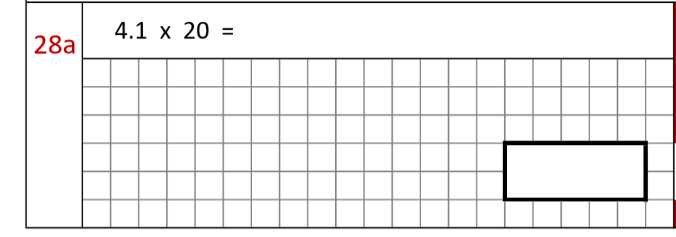 28a
4.1 x 20 =